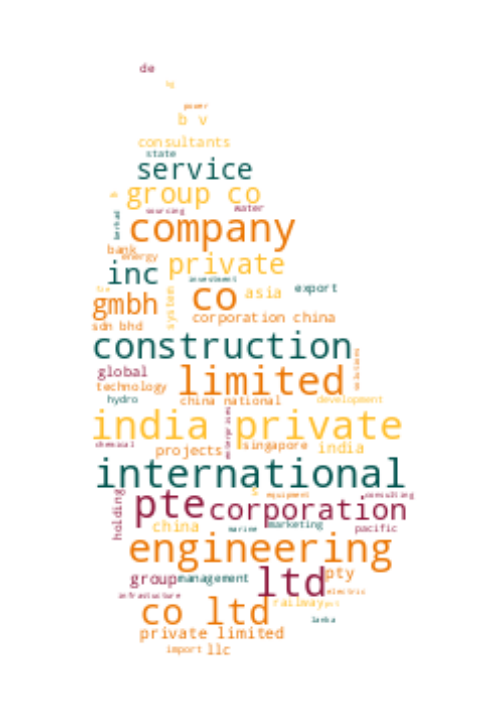 de
power
b v
consultants
state
service
group co
sourcing
water
company
bank
energy
private
investment
inc
co
asia
export
gmbh
system
corporation china
sdn bhd
construction
global
limited
technology
hydro
china national
development
india private
chemical
projects
singapore
india
international
holding
pte
s
equipment
consulting
corporation
china
marine
marketing
pacific
engineering
group
management
ltd
pty
infrastructure
electric
co ltd
railway
lanka
private limited
import
llc